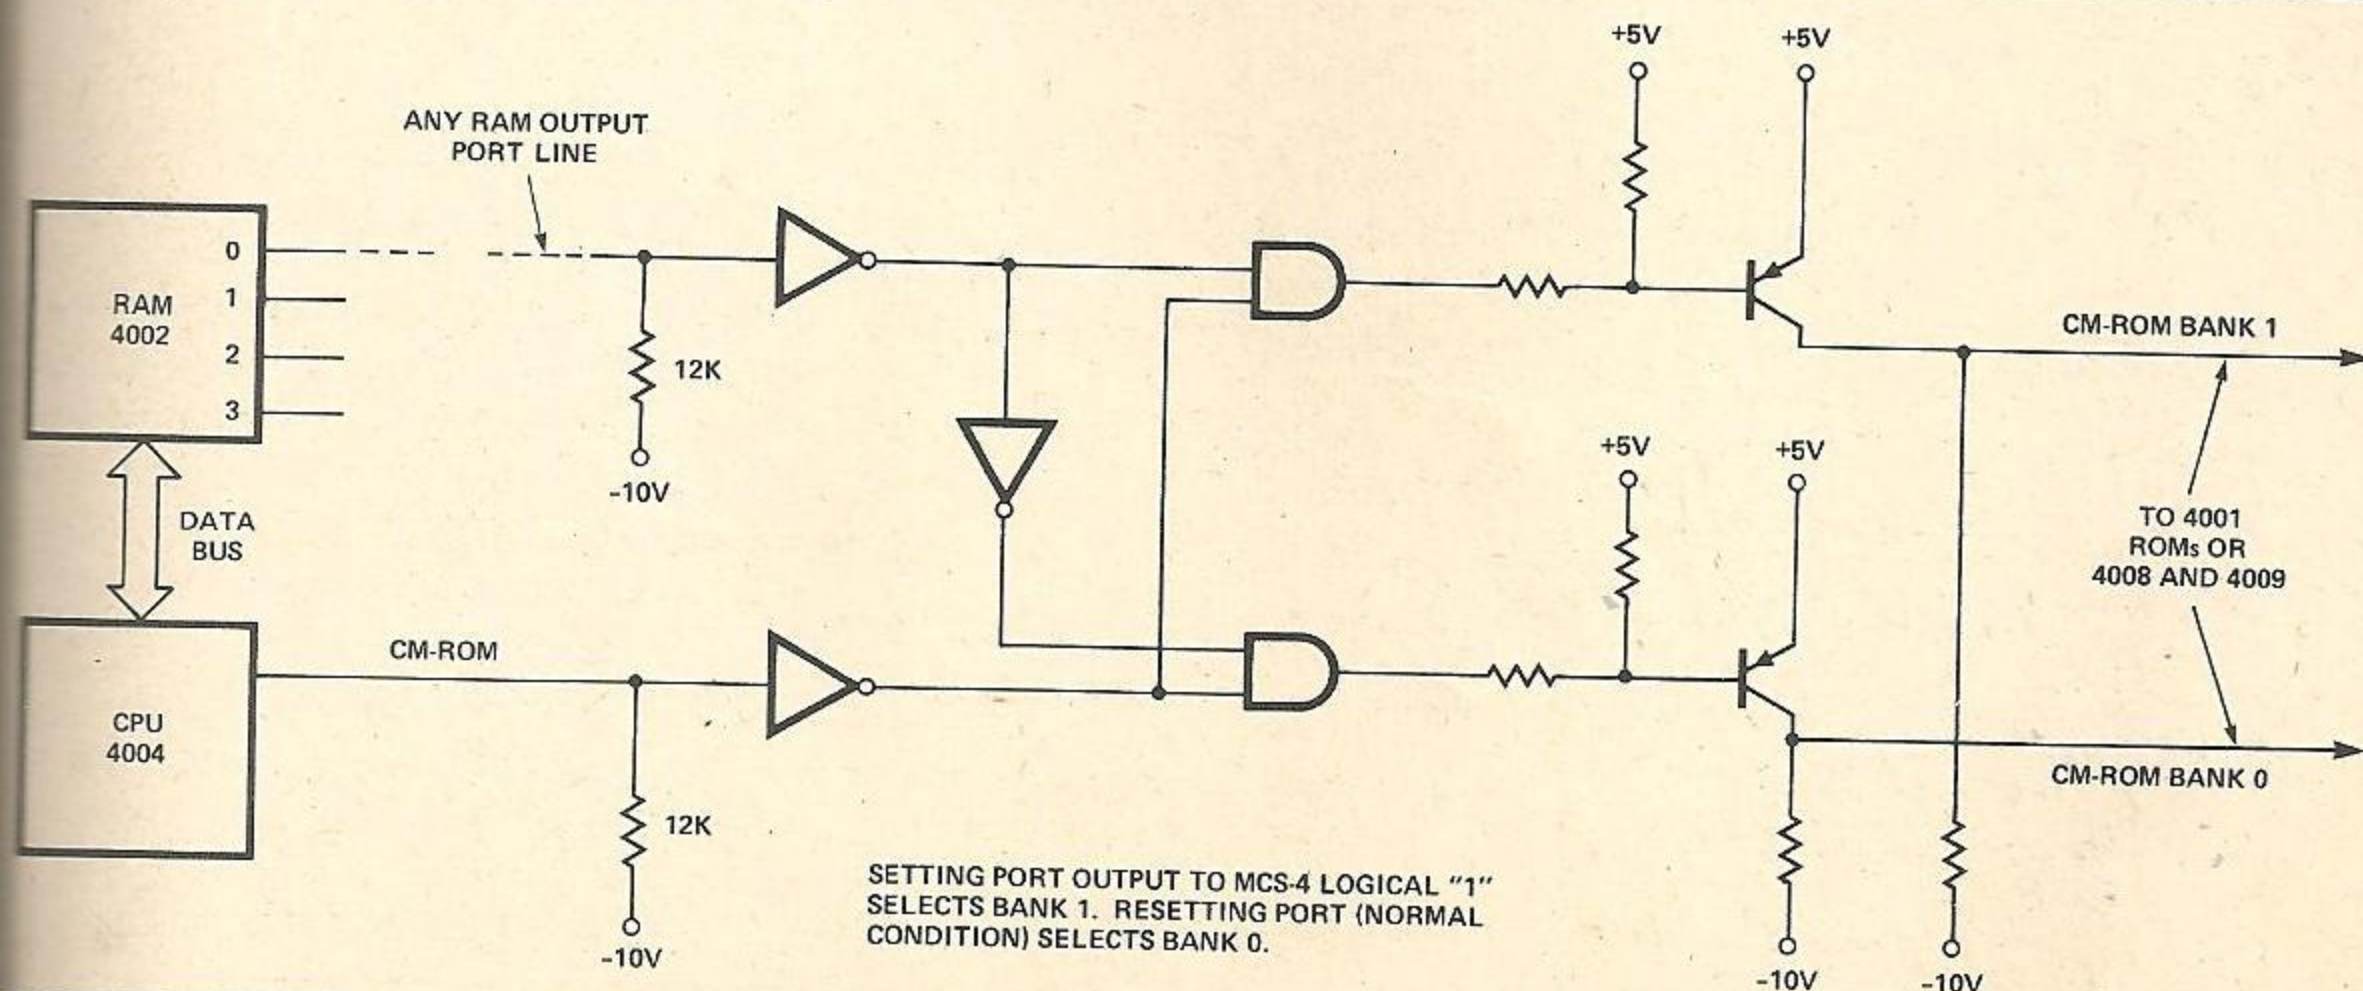 +5V
+5V
ANY RAM OUTPUT
PORT LINE
0
1
2
3
RAM
4002
12K
-10V
CM-ROM BANK 1
+5V
+5V
DATA
BUS
TO 4001
ROMs OR
4008 AND 4009
CM-ROM
CPU
4004
12K
-10V
CM-ROM BANK 0
SETTING PORT OUTPUT TO MCS-4 LOGICAL "1"
SELECTS BANK 1. RESETTING PORT (NORMAL
CONDITION) SELECTS BANK 0.
-10V
-10V